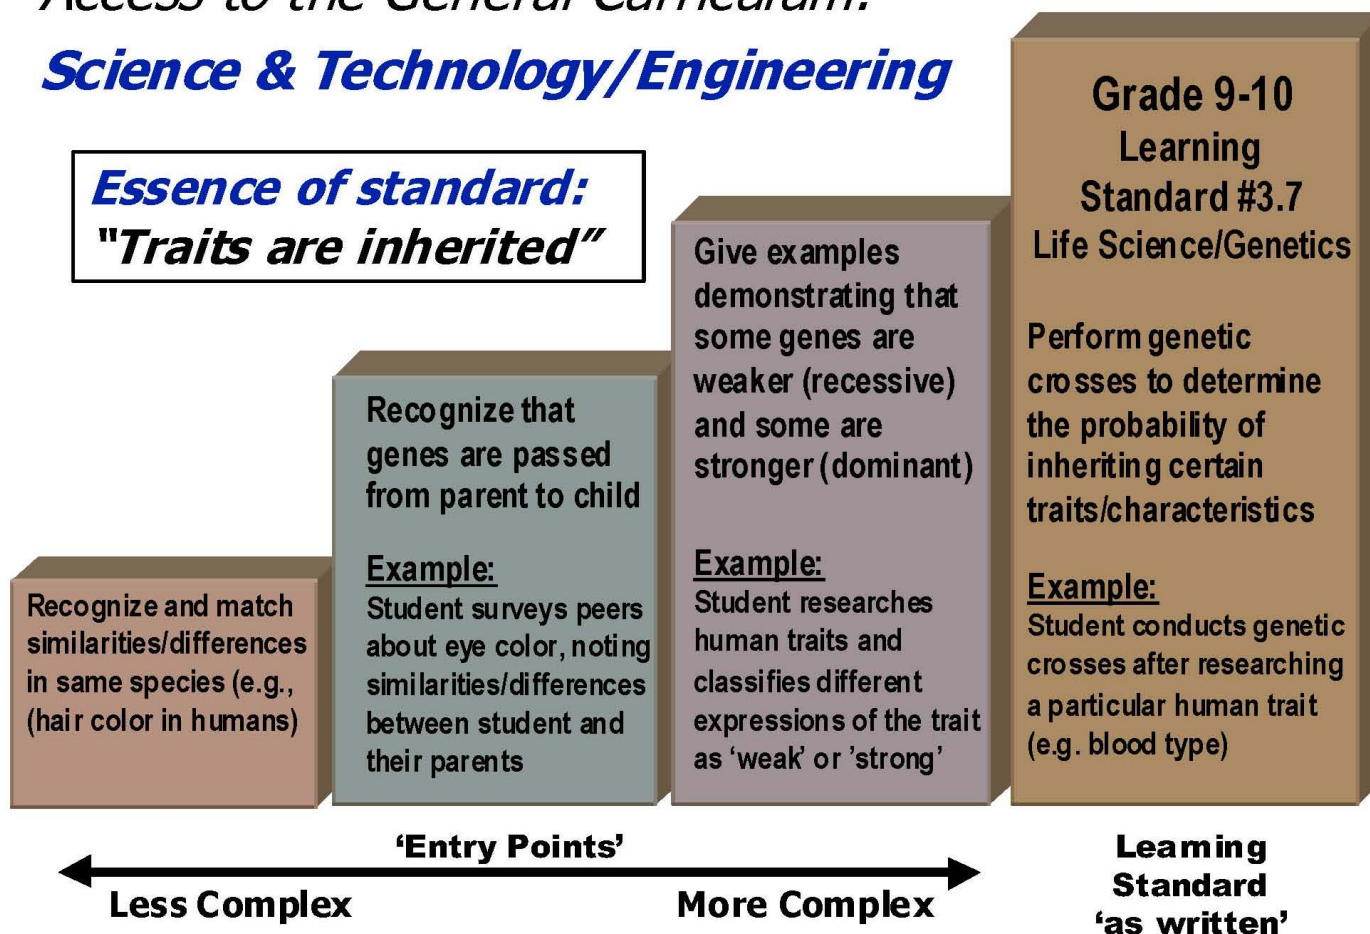 Access to the General Curriculum:
Science & Technology/Engineering
Essence of standard:
"Traits are inherited"
Recognize and match
similarities/differences
in same species (e.g.,
(hair color in humans)
Recognize that
genes are passed
from parent to child
Example:
Student surveys peers
about eye color, noting
similarities/differences
between student and
their parents
Give examples
demonstrating that
some genes are
weaker (recessive)
and some are
stronger (dominant)
Example:
Student researches
human traits and
classifies different
expressions of the trait
as ‘weak’ or ’strong’
Grade 9-10
Learning
Standard #3.7
Life Science/Genetics
Perform genetic
crosses to determine
the probability of
inheriting certain
traits/characteristics
Example:
Student conducts genetic
crosses after researching
a particular human trait
(e.g. blood type)
‘Entry Points’
Less Complex
More Complex
Learning
Standard
‘as written’